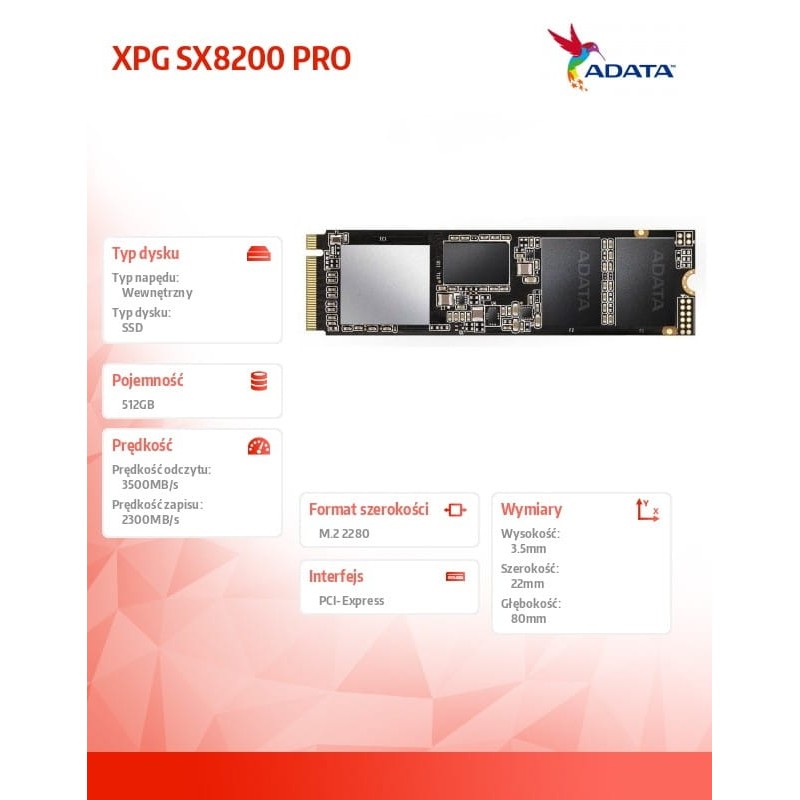 XPG SX8200 PRO
ADATA
Typ dysku
Typ napędu:
Wewnętrzny
Typ dysku:
SSD
Pojemność
512GB
Prędkość
Prędkość odczytu:
3500MB/s
Prędkość zapisu:
2300MB/s
ADATA
ADATA
Format szerokości
M.2 2280
Interfejs
PCI-Express
Wymiary
Y
X
Wysokość:
3.5mm
Szerokość:
22mm
Głębokość:
80mm